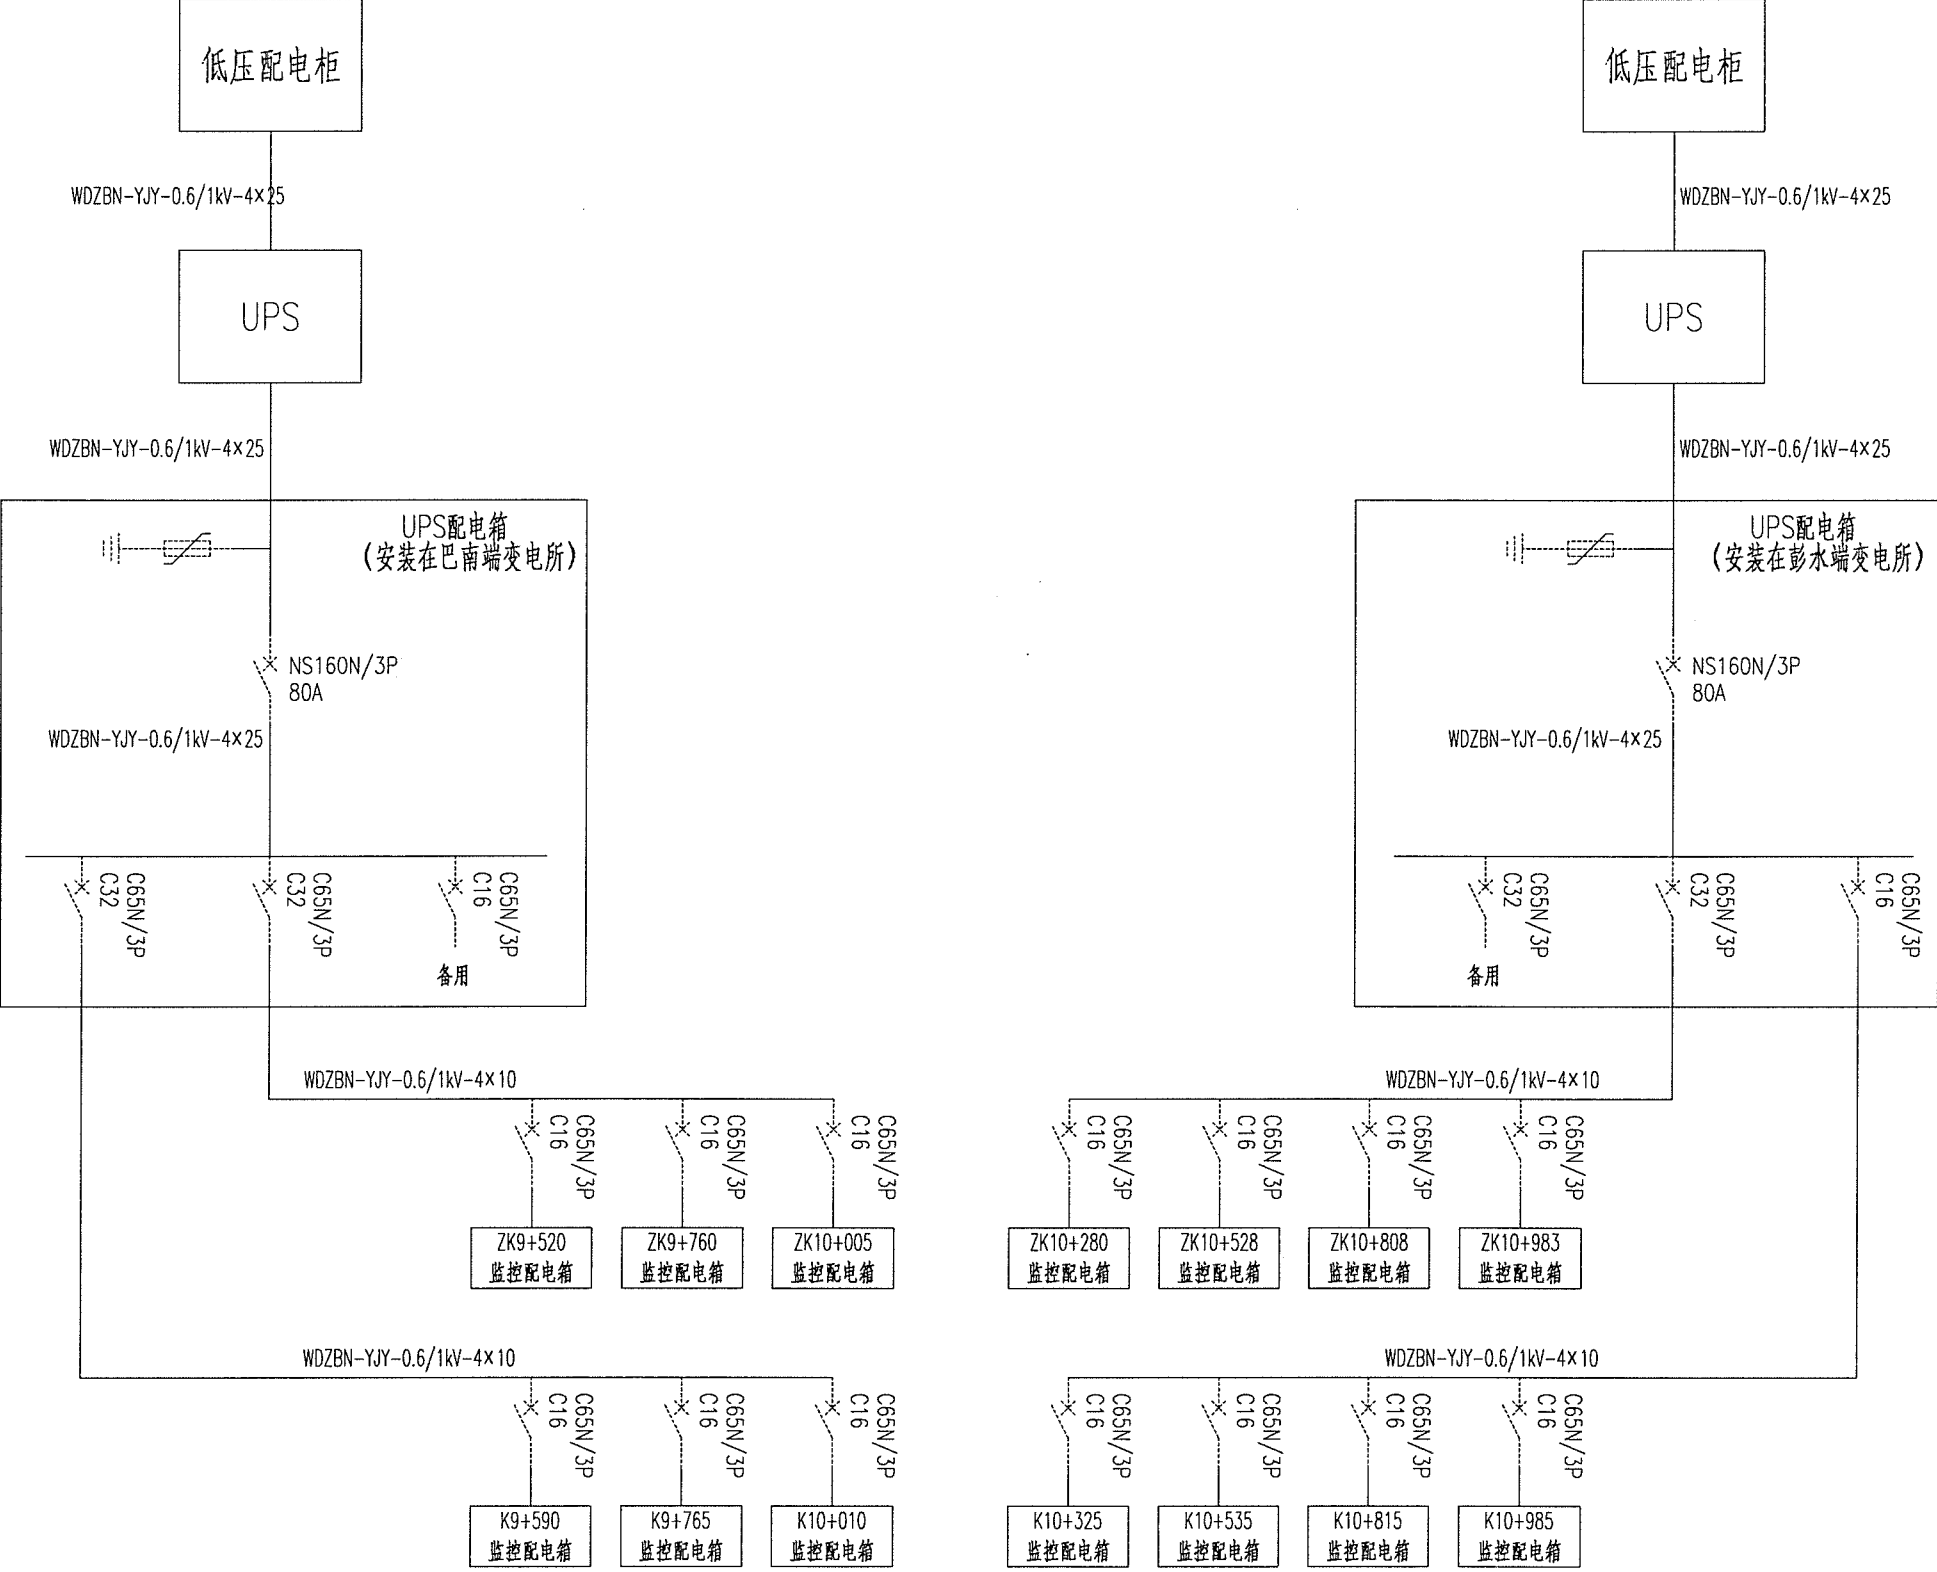 低压配电柜
低压配电柜
WDZBN-YJY-0.6/1kV-4×25
WDZBN-YJY-0.6/1kV-4×25
UPS
UPS
WDZBN-YJY-0.6/1kV-4×25
WDZBN-YJY-0.6/1kV-4×25
UPS配电箱
(安装在巴南端变电所)
UPS配电箱
(安装在彭水端变电所)
NS160N/3P
80A
NS160N/3P
80A
WDZBN-YJY-0.6/1kV-4×25
WDZBN-YJY-0.6/1kV-4×25
C65N/3P
C32
C65N/3P
C32
C65N/3P
C16
备用
C65N/3P
C32
备用
C65N/3P
C32
C65N/3P
C16
WDZBN-YJY-0.6/1kV-4×10
WDZBN-YJY-0.6/1kV-4×10
C65N/3P
C16
C65N/3P
C16
C65N/3P
C16
C65N/3P
C16
C65N/3P
C16
C65N/3P
C16
C65N/3P
C16
ZK9+520
监控配电箱
ZK9+760
监控配电箱
ZK10+005
监控配电箱
ZK10+280
监控配电箱
ZK10+528
监控配电箱
ZK10+808
监控配电箱
ZK10+983
监控配电箱
WDZBN-YJY-0.6/1kV-4×10
WDZBN-YJY-0.6/1kV-4×10
C65N/3P
C16
C65N/3P
C16
C65N/3P
C16
C65N/3P
C16
C65N/3P
C16
C65N/3P
C16
C65N/3P
C16
K9+590
监控配电箱
K9+765
监控配电箱
K10+010
监控配电箱
K10+325
监控配电箱
K10+535
监控配电箱
K10+815
监控配电箱
K10+985
监控配电箱